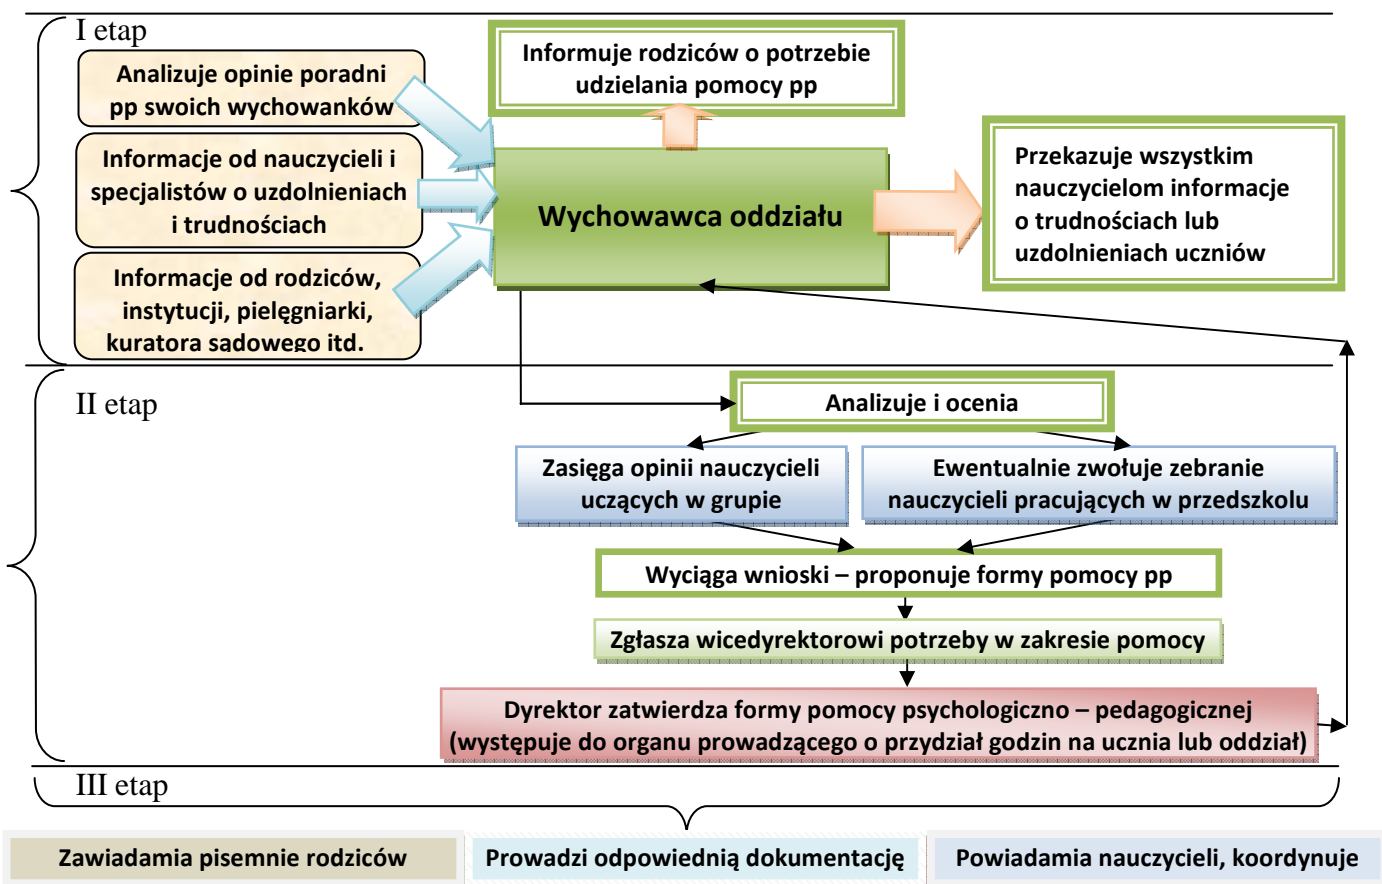 I etap
Analizuje opinie poradni
pp swoich wychowanków
Informacje od nauczycieli i
specjalistów o uzdolnieniach
i trudnościach
Informacje od rodziców,
instytucji, pielęgniarki,
kuratora sądowego itd.
Informuje rodziców o potrzebie
udzielania pomocy pp
Wychowawca oddziału
Przekazuje wszystkim
nauczycielom informacje
o trudnościach lub
uzdolnieniach uczniów
II etap
Analizuje i ocenia
Zasięga opinii nauczycieli
uczących w grupie
Ewentualnie zwołuje zebranie
nauczycieli pracujących w przedszkolu
Wyciąga wnioski – proponuje formy pomocy pp
Zgłasza wicedyrektorowi potrzeby w zakresie pomocy
Dyrektor zatwierdza formy pomocy psychologiczno – pedagogicznej
(występuje do organu prowadzącego o przydział godzin na ucznia lub oddział)
III etap
Zawiadamia pisemnie rodziców
Prowadzi odpowiednią dokumentację
Powiadamia nauczycieli, koordynuje